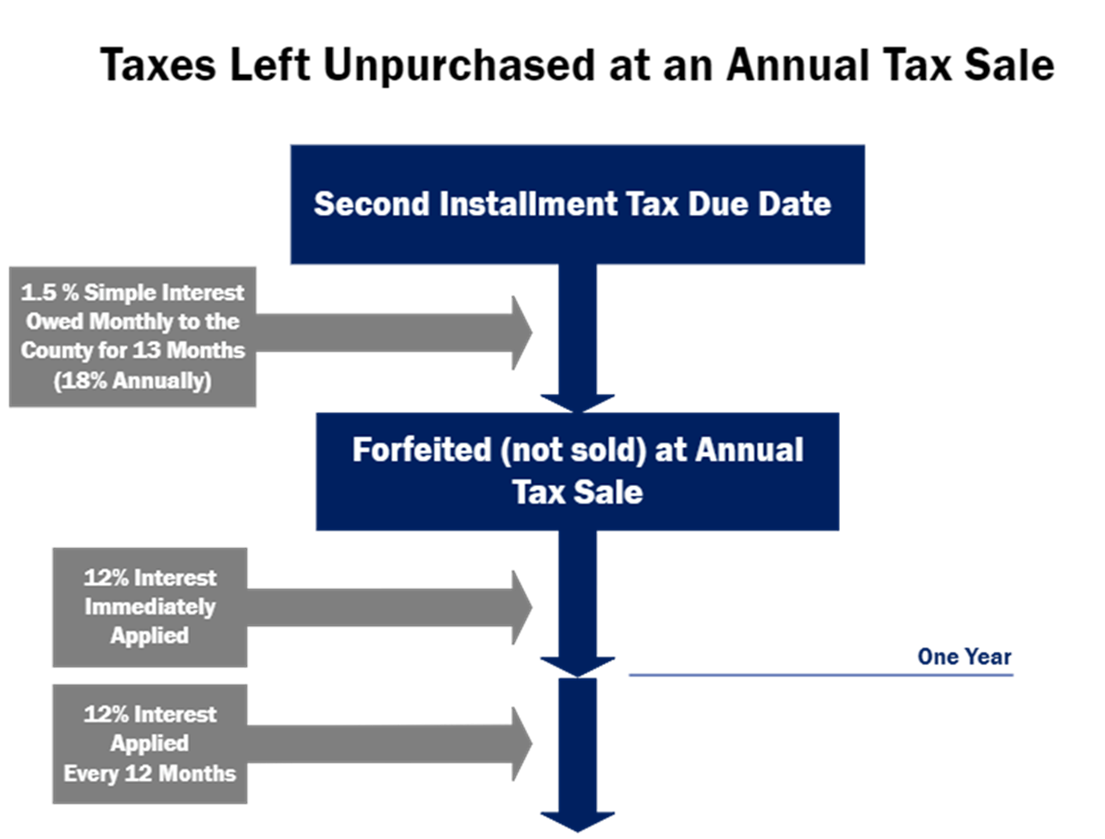 Taxes Left Unpurchased at an Annual Tax Sale
Second Installment Tax Due Date
1.5 % Simple Interest
Owed Monthly to the
County for 13 Months
(18% Annually)
Forfeited (not sold) at Annual
Tax Sale
12% Interest
Immediately
Applied
One Year
12% Interest
Applied
Every 12 Months